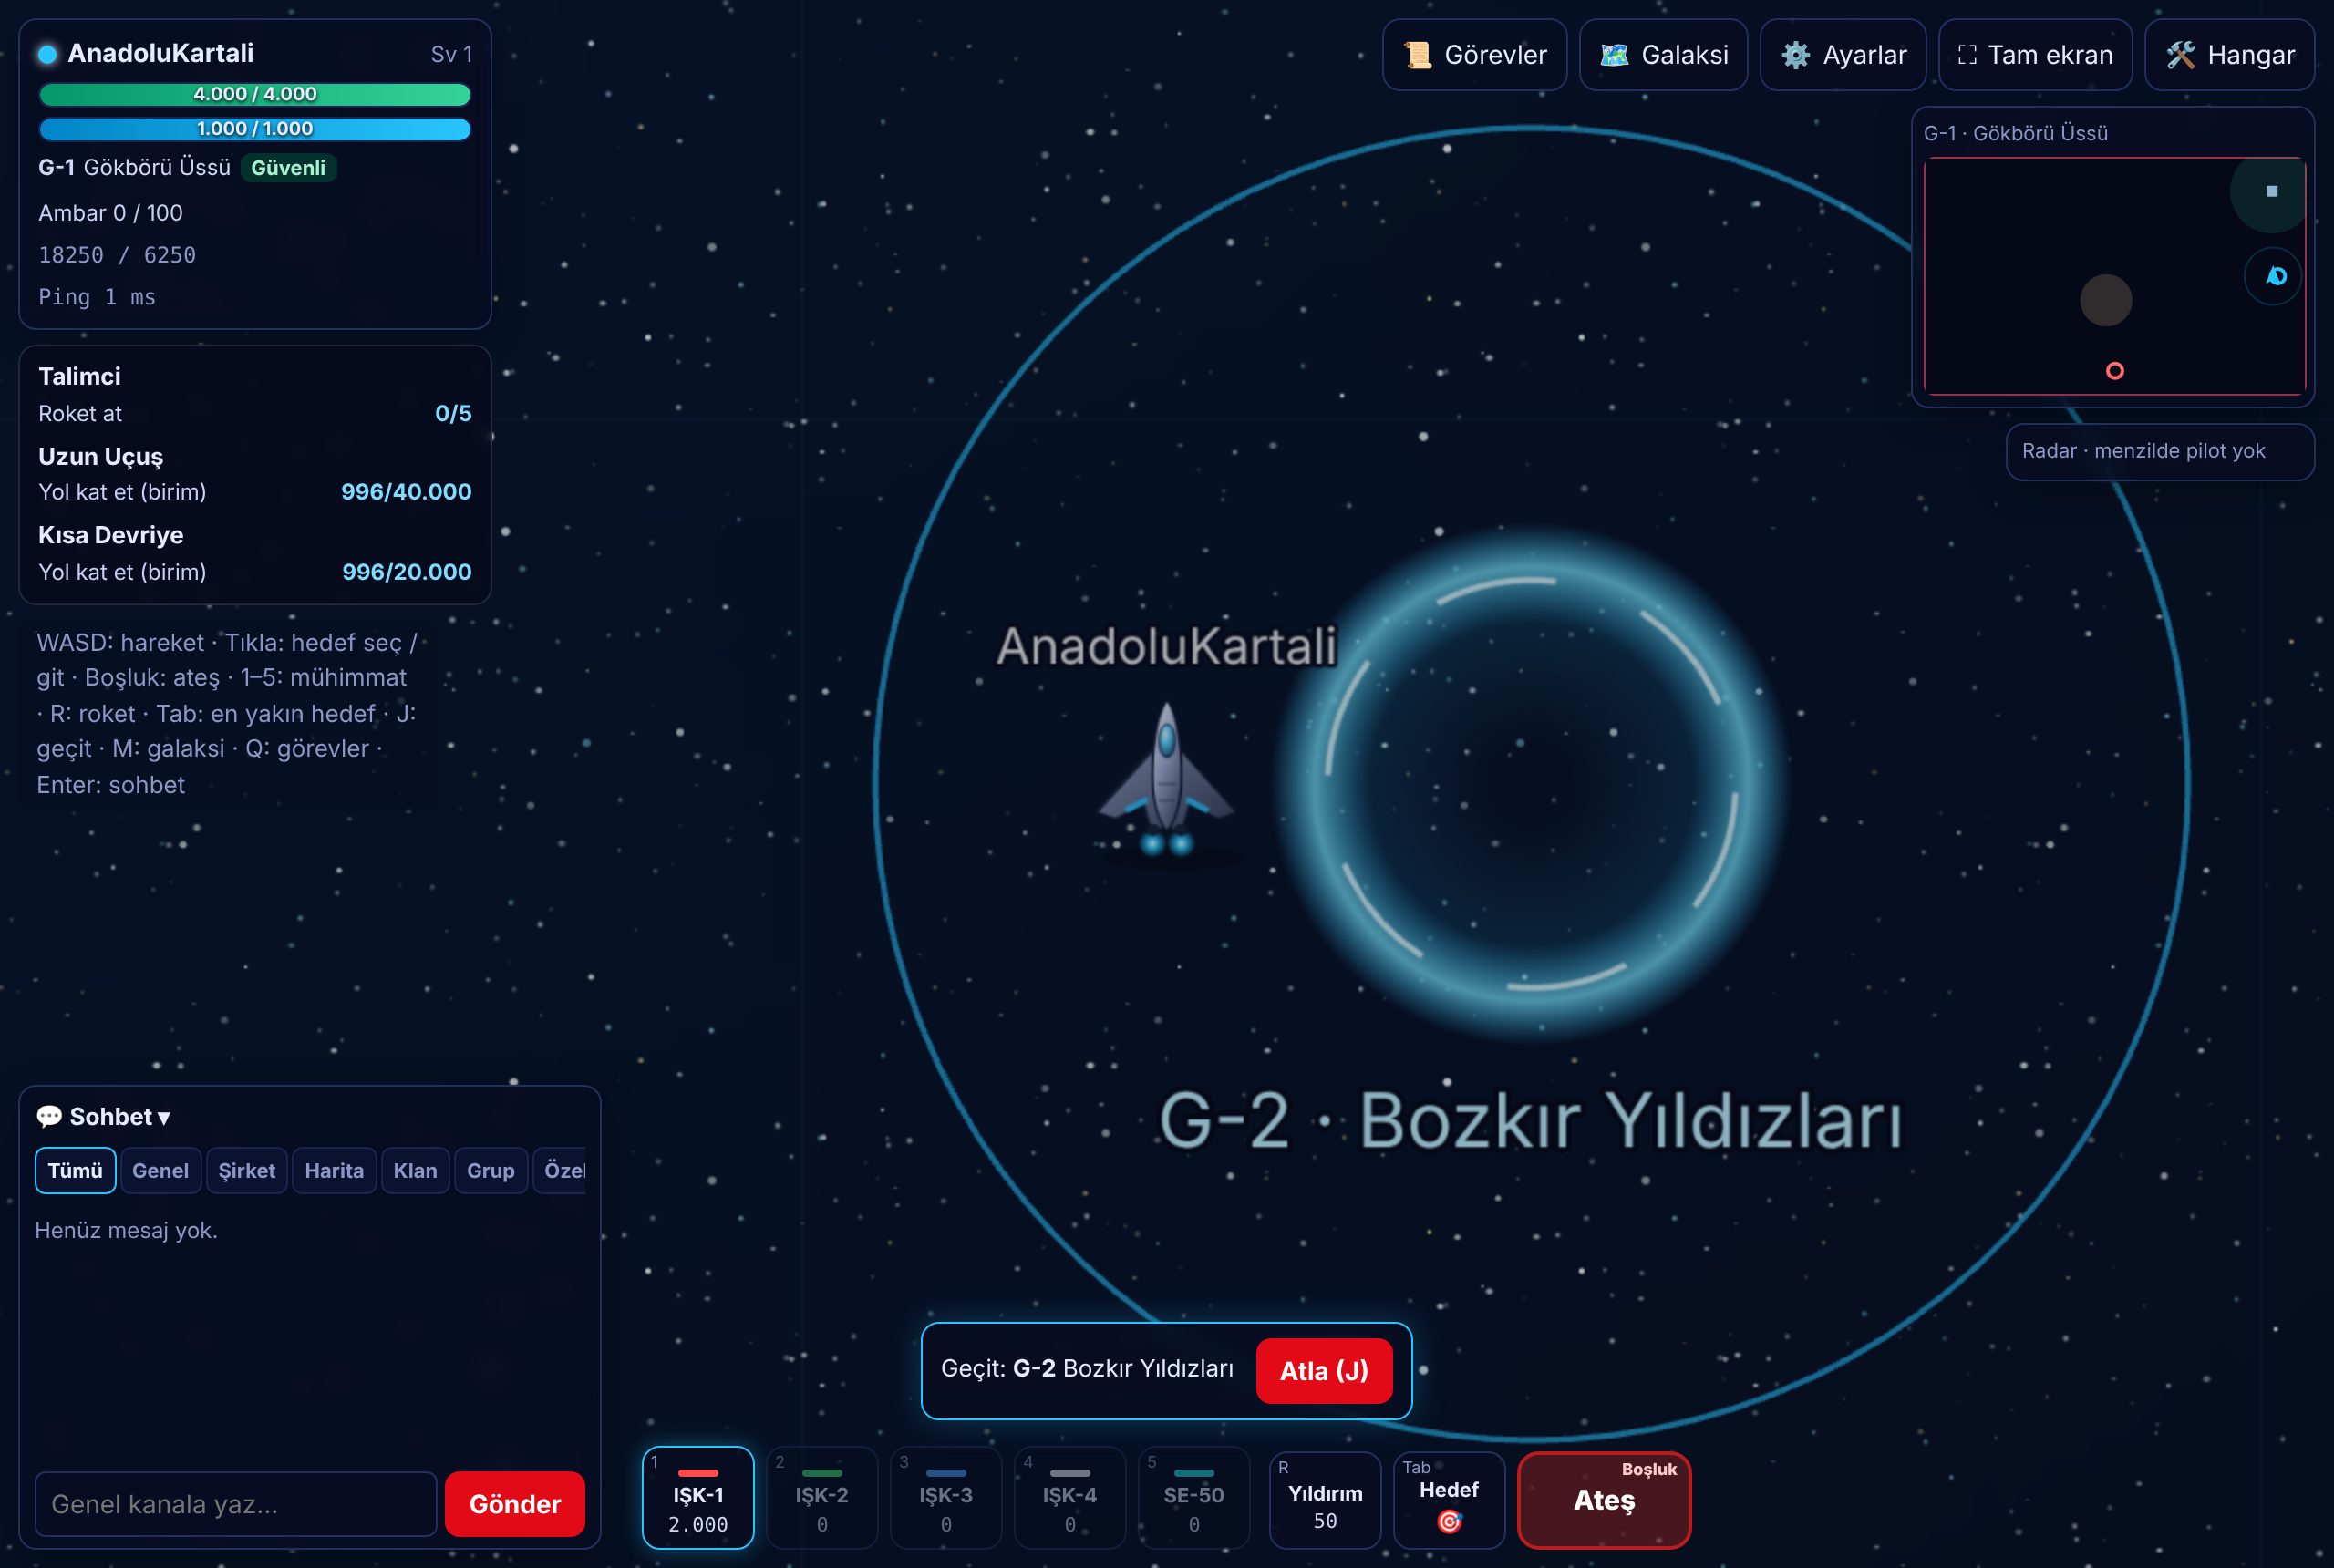 AnadoluKartali Sv 1
4.000 / 4.000
1.000 / 1.000
G-1 Gökbörü Üssü Güvenli
Ambar 0 / 100
18250 / 6250
Ping 1 ms
Talimci
Roket at 0/5
Uzun Uçuş
Yol kat et (birim) 996/40.000
Kısa Devriye
Yol kat et (birim) 996/20.000
WASD: hareket · Tıkla: hedef seç /
git · Boşluk: ateş · 1–5: mühimmat
· R: roket · Tab: en yakın hedef · J:
geçit · M: galaksi · Q: görevler ·
Enter: sohbet
Görevler
Galaksi
Ayarlar
Tam ekran
Hangar
G-1 · Gökbörü Üssü
Radar · menzilde pilot yok
AnadoluKartali
G-2 · Bozkır Yıldızları
Sohbet ▾
Tümü Genel Şirket Harita Klan Grup Özel
Henüz mesaj yok.
Genel kanala yaz...
Gönder
Geçit: G-2 Bozkır Yıldızları Atla (J)
1 IŞK-1 2.000
2 IŞK-2 0
3 IŞK-3 0
4 IŞK-4 0
5 SE-50 0
R Yıldırım 50
Tab Hedef
Boşluk Ateş